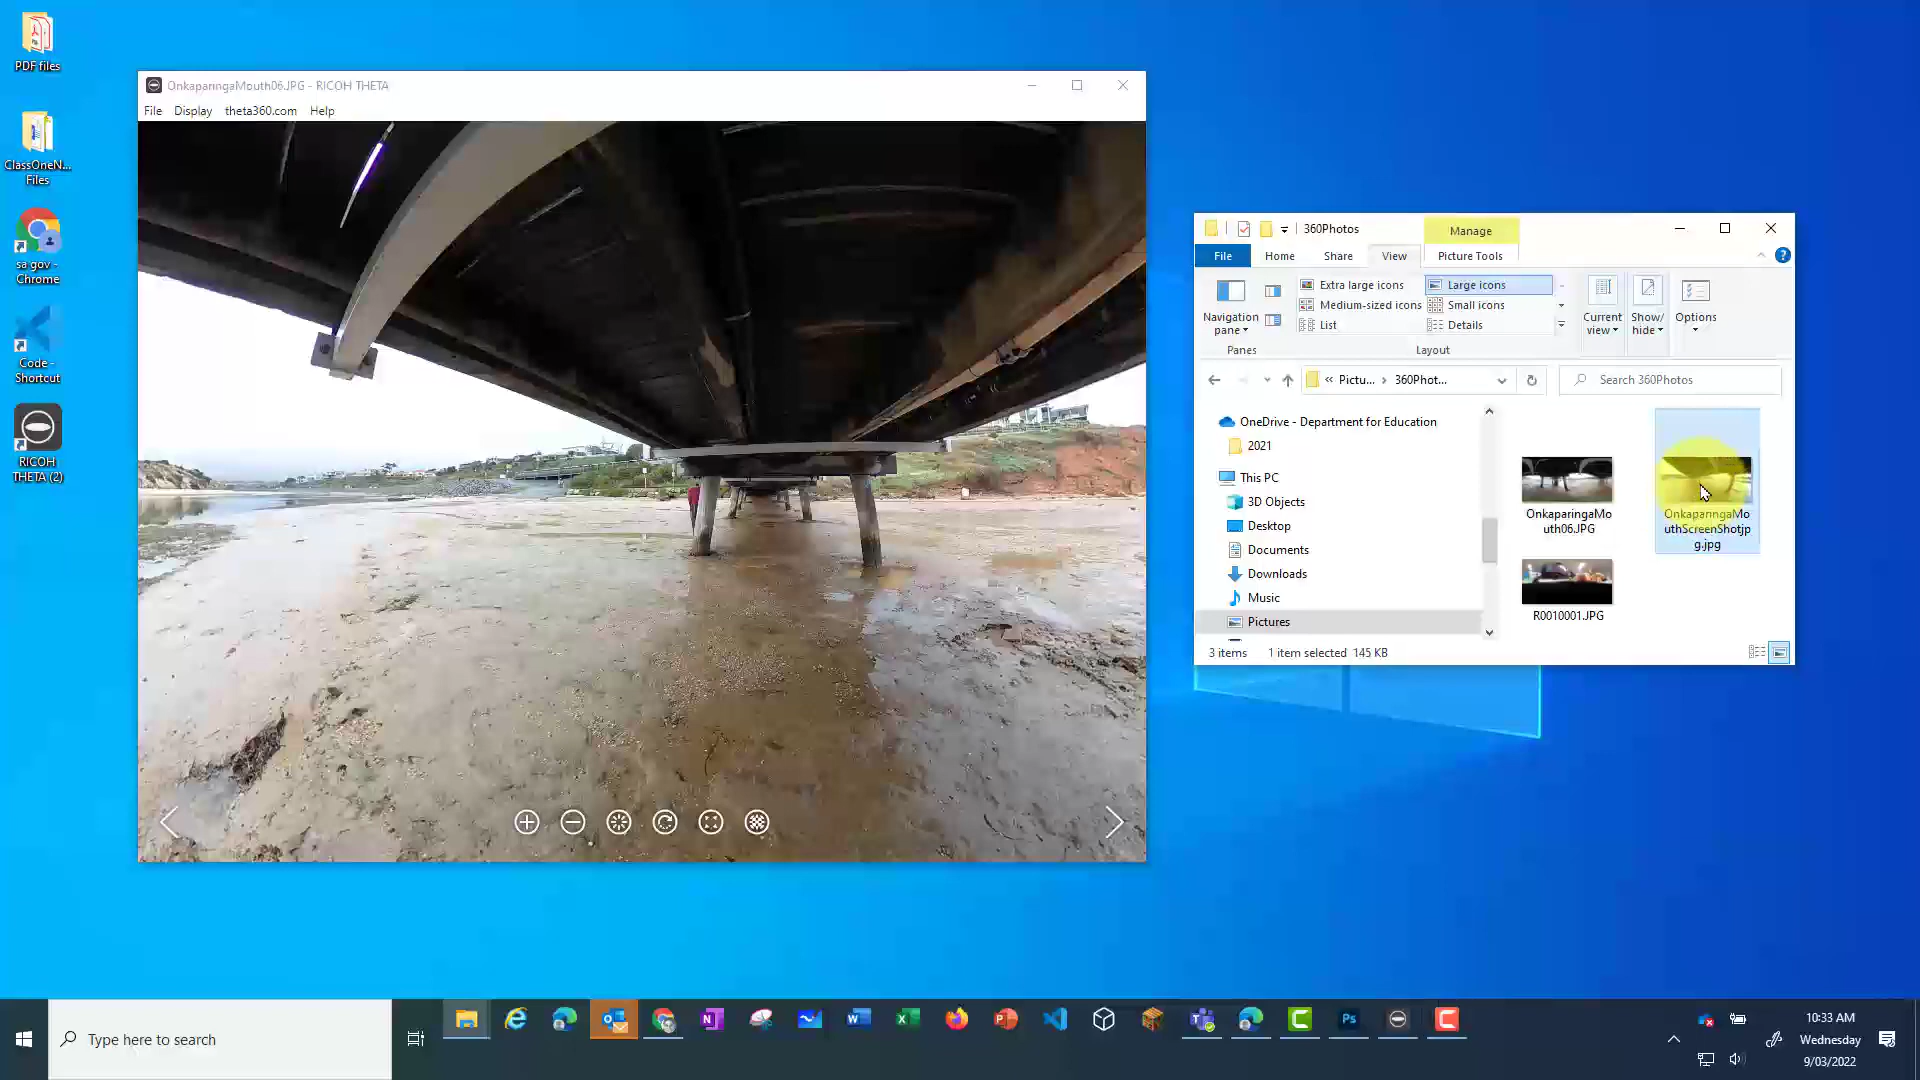 PDF files
ClassOneN...
Files
sa gov -
Chrome
Code -
Shortcut
RICOH
THETA (2)
OnkaparingaMouth06.JPG - RICOH THETA
File Display theta360.com Help
360Photos
Manage
File Home Share View Picture Tools
Navigation
pane
Extra large icons
Large icons
Medium-sized icons
Small icons
List
Details
Current
view
Show/
hide
Options
Panes
Layout
« Pictu... › 360Phot...
Search 360Photos
OneDrive - Department for Education
2021
This PC
3D Objects
Desktop
Documents
Downloads
Music
Pictures
OnkaparingaMo
uth06.JPG
OnkaparingaMo
uthScreenShotjp
g.jpg
R0010001.JPG
3 items 1 item selected 145 KB
Type here to search
10:33 AM
Wednesday
9/03/2022